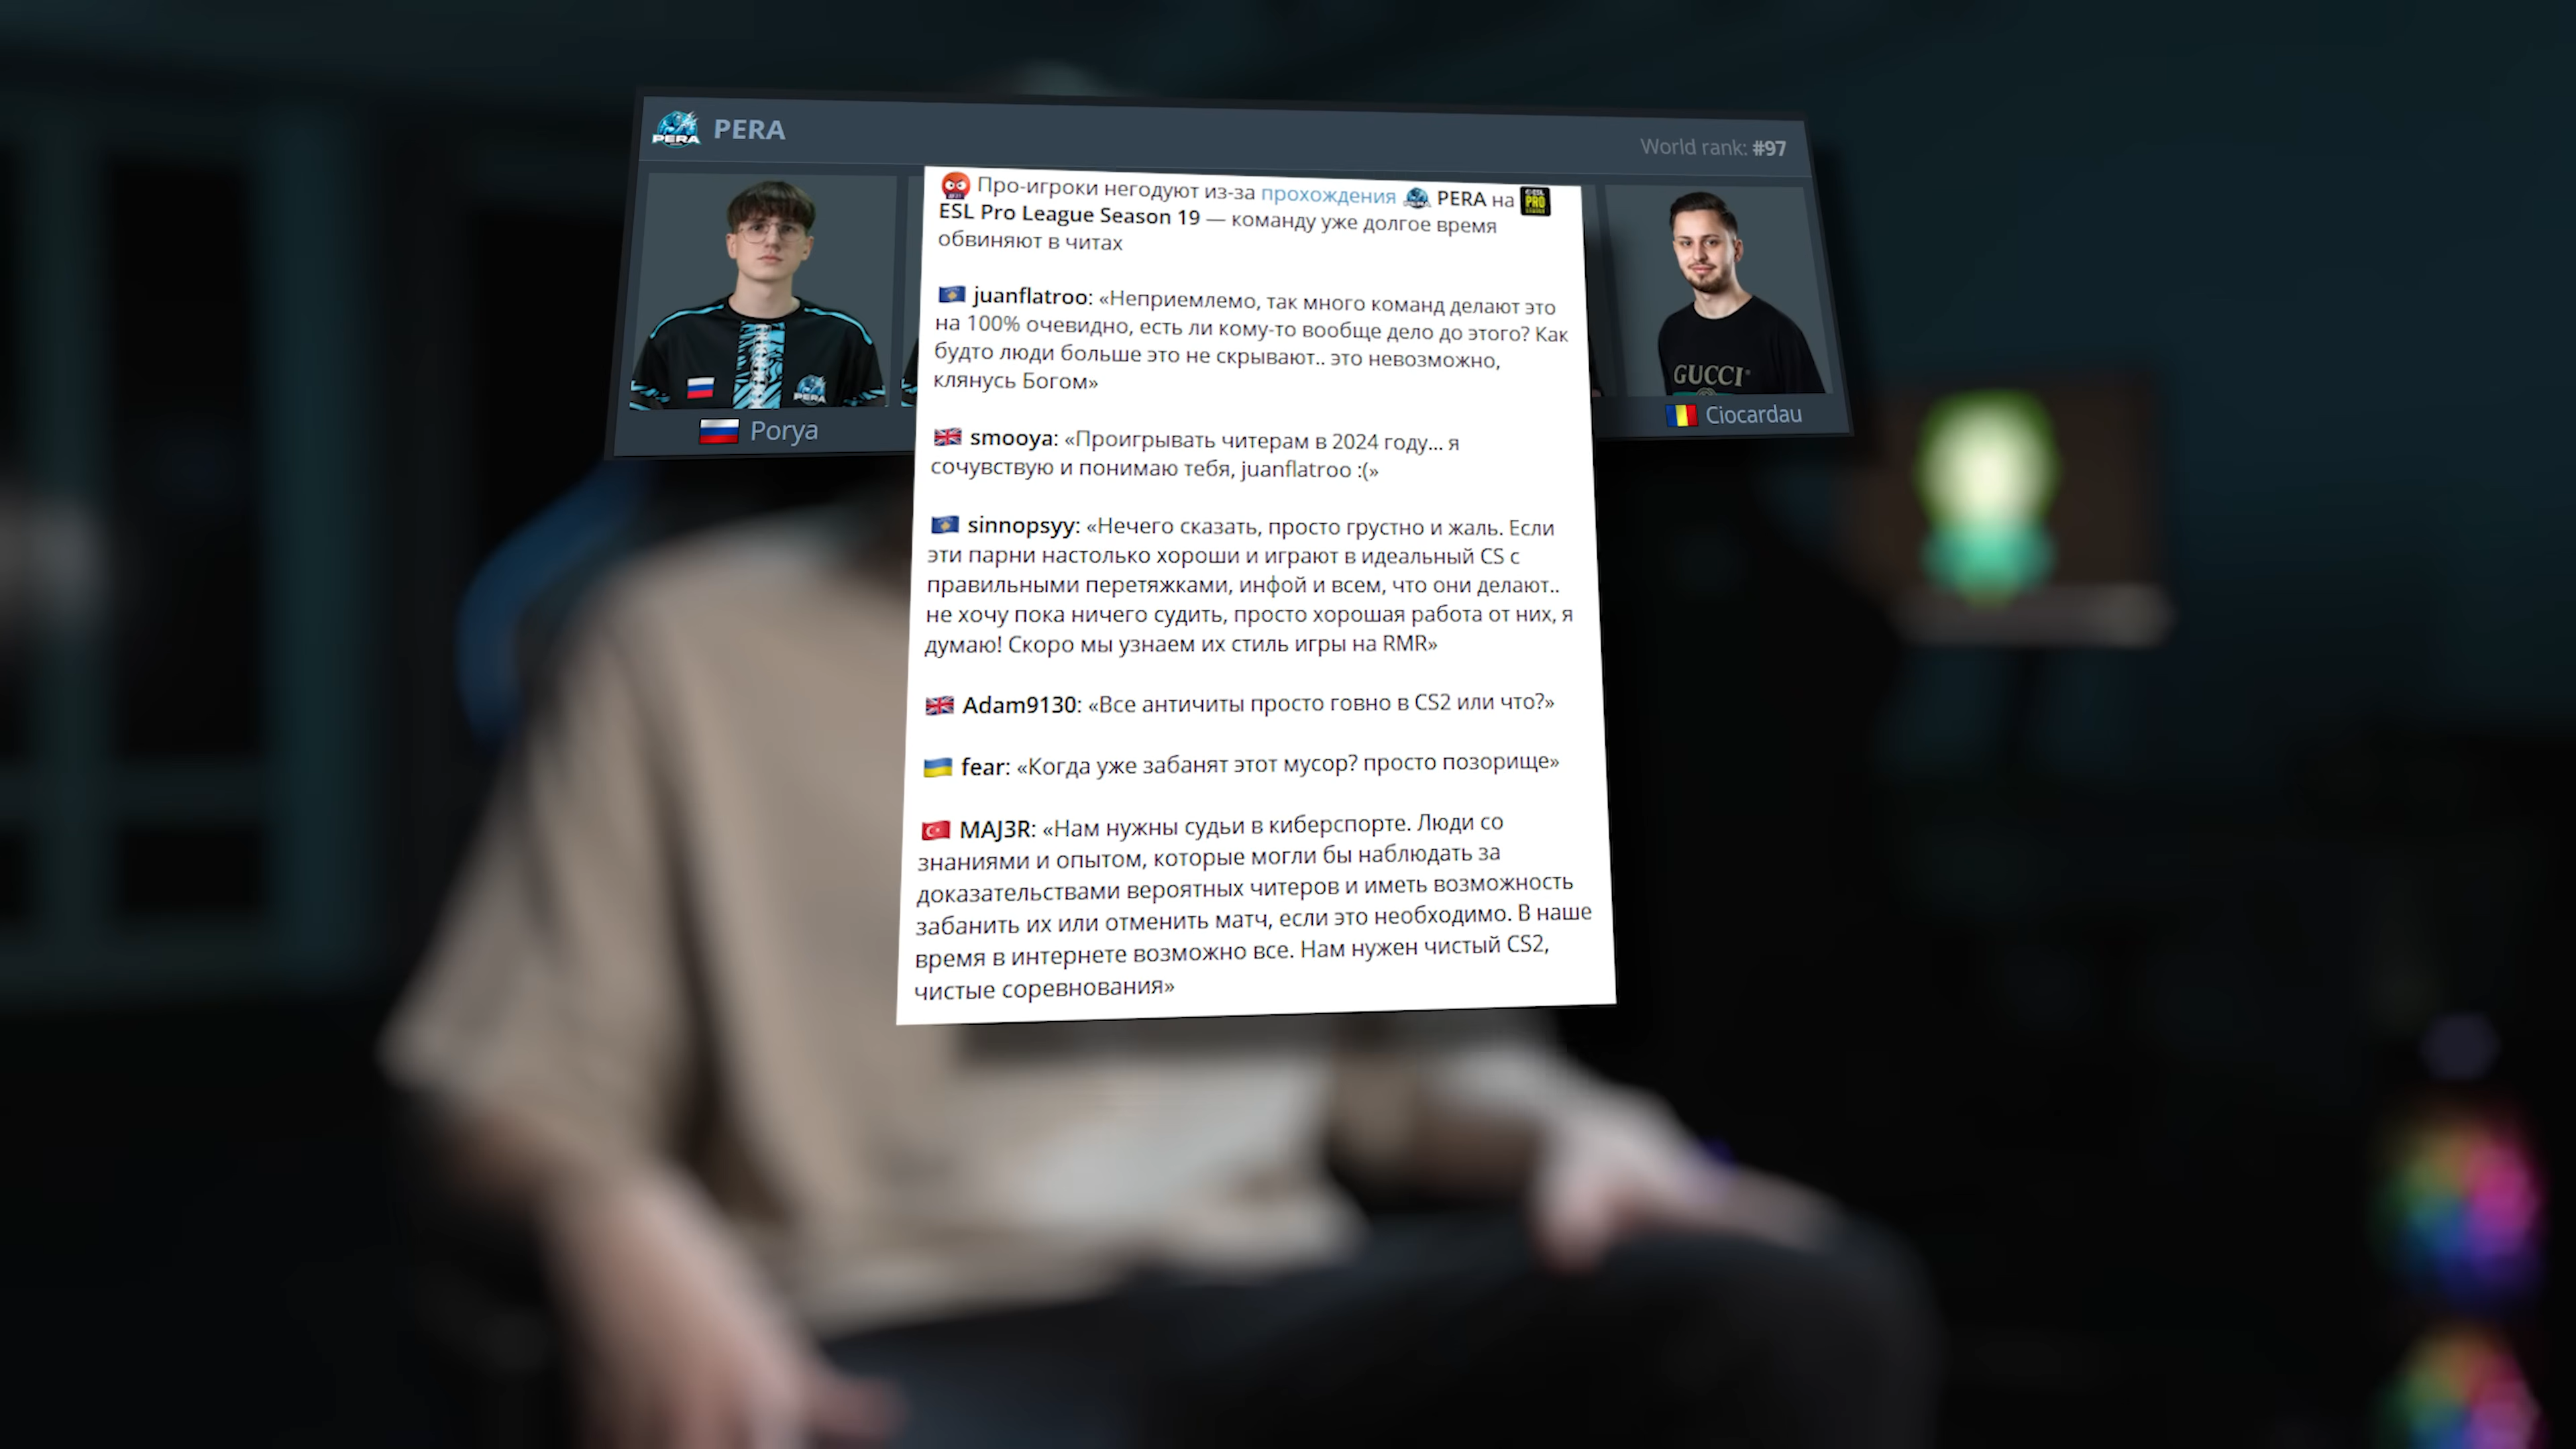 PERA
PERA
World rank: #97
Про-игроки негодуют из-за прохождения PERA на ESL PRO
ESL Pro League Season 19 — команду уже долгое время
обвиняют в читах
juanflatroo: «Неприемлемо, так много команд делают это
на 100% очевидно, есть ли кому-то вообще дело до этого? Как
будто люди больше это не скрывают.. это невозможно,
клянусь Богом»
smooya: «Проигрывать читерам в 2024 году... я
сочувствую и понимаю тебя, juanflatroo :(»
sinnopsyy: «Нечего сказать, просто грустно и жаль. Если
эти парни настолько хороши и играют в идеальный CS с
правильными перетяжками, инфой и всем, что они делают..
не хочу пока ничего судить, просто хорошая работа от них, я
думаю! Скоро мы узнаем их стиль игры на RMR»
Adam9130: «Все античиты просто говно в CS2 или что?»
fear: «Когда уже забанят этот мусор? просто позорище»
MAJ3R: «Нам нужны судьи в киберспорте. Люди со
знаниями и опытом, которые могли бы наблюдать за
доказательствами вероятных читеров и иметь возможность
забанить их или отменить матч, если это необходимо. В наше
время в интернете возможно все. Нам нужен чистый CS2,
чистые соревнования»
PERA
Porya
GUCCI
Ciocardau